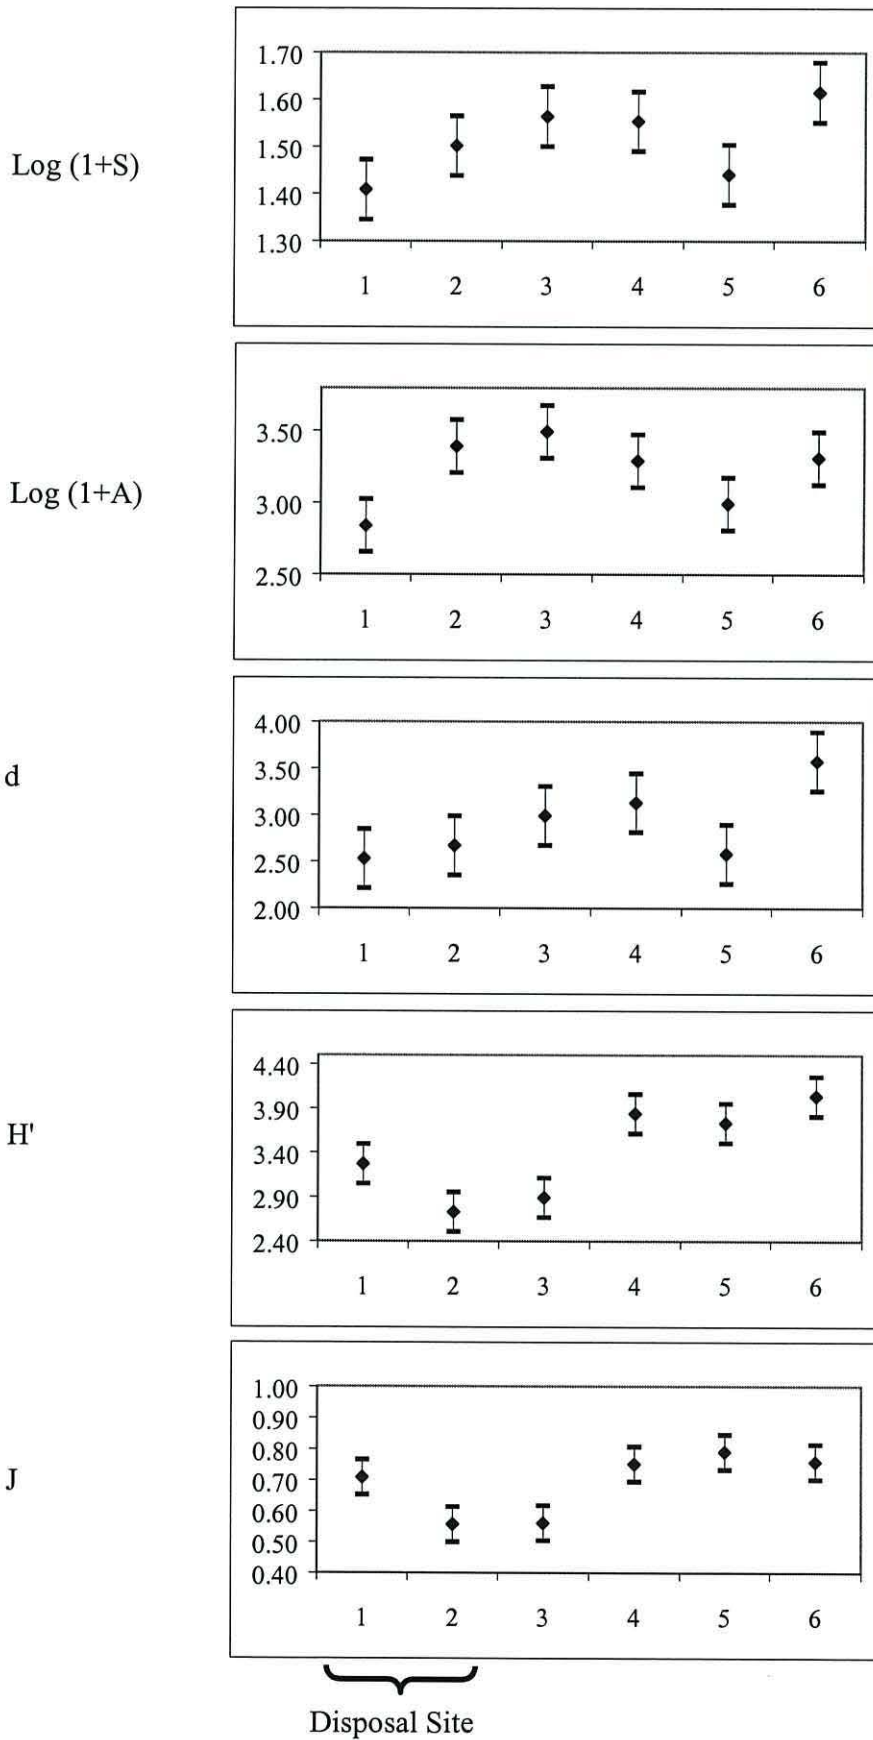 Log (1+S)
1.70
1.60
1.50
1.40
1.30
1 2 3 4 5 6
Log (1+A)
3.50
3.00
2.50
1 2 3 4 5 6
d
4.00
3.50
3.00
2.50
2.00
1 2 3 4 5 6
H'
4.40
3.90
3.40
2.90
2.40
1 2 3 4 5 6
J
1.00
0.90
0.80
0.70
0.60
0.50
0.40
1 2 3 4 5 6
Disposal Site